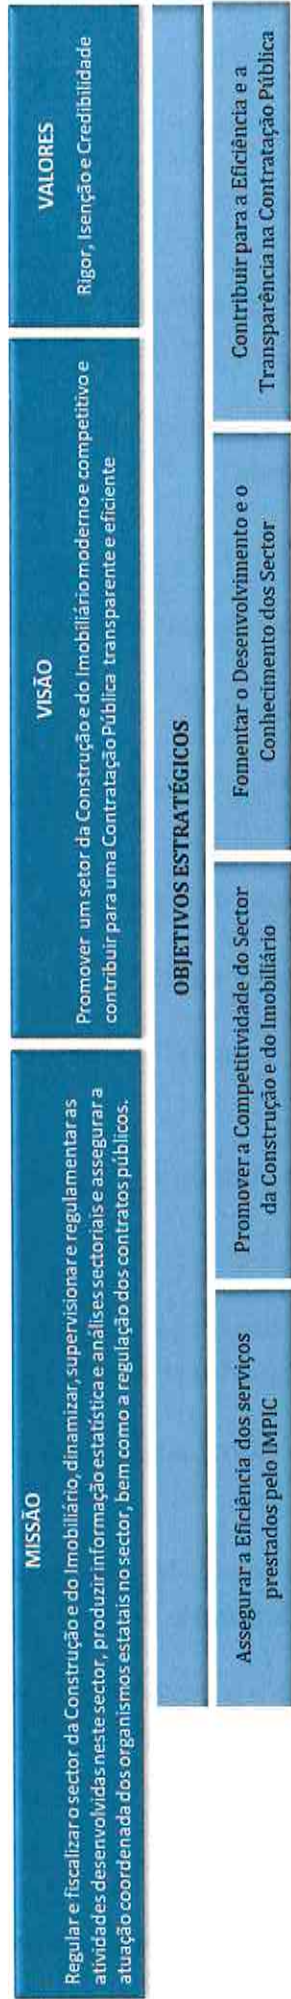 MISSÃO
Regular e fiscalizar o sector da Construção e do Imobiliário, dinamizar, supervisionar e regulamentar as
atividades desenvolvidas neste sector, produzir informação estatística e análises sectoriais e assegurar a
atuação coordenada dos organismos estatais no sector, bem como a regulação dos contratos públicos.
VISÃO
Promover um setor da Construção e do Imobiliário moderno e competitivo e
contribuir para uma Contratação Pública transparente e eficiente
VALORES
Rigor, Isenção e Credibilidade
OBJETIVOS ESTRATÉGICOS
Assegurar a Eficiência dos serviços
prestados pelo IMPIC
Promover a Competitividade do Sector
da Construção e do Imobiliário
Fomentar o Desenvolvimento e o
Conhecimento dos Sector
Contribuir para a Eficiência e a
Transparência na Contratação Pública